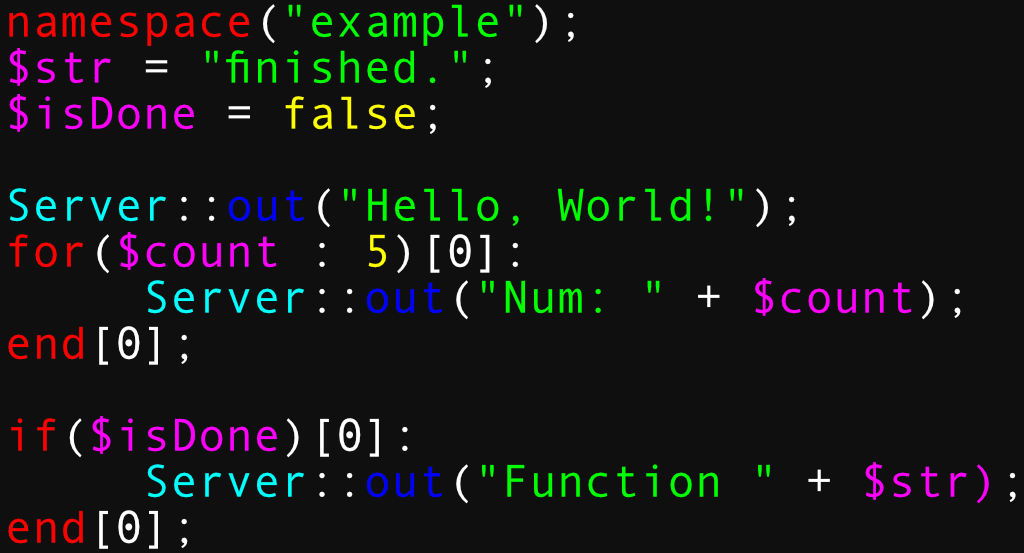 namespace("example");
$str = "finished.";
$isDone = false;

Server::out("Hello, World!");
for($count : 5)[0]:
     Server::out("Num: " + $count);
end[0];

if($isDone)[0]:
     Server::out("Function " + $str);
end[0];